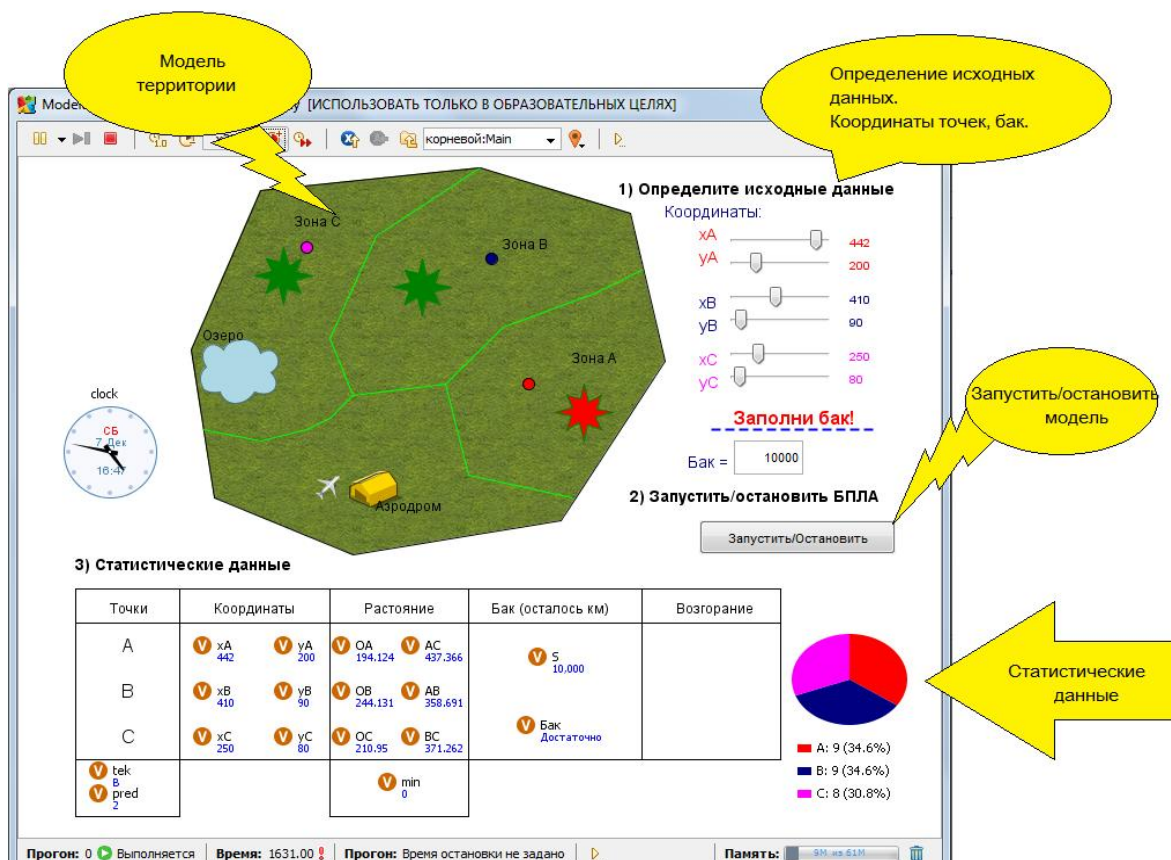 Модель
территории
Определение исходных
данных.
Координаты точек, бак.
Model
[ИСПОЛЬЗОВАТЬ ТОЛЬКО В ОБРАЗОВАТЕЛЬНЫХ ЦЕЛЯХ]
корневой:Main
Зона C
Зона B
Озеро
Зона A
Аэродром
clock
СБ
7 Дек
16:47
1) Определите исходные данные
Координаты:
xA 442
yA 200
xB 410
yB 90
xC 250
yC 80
Заполни бак!
Бак = 10000
2) Запустить/остановить БПЛА
Запустить/Остановить
Запустить/остановить
модель
3) Статистические данные
Точки Координаты Растояние Бак (осталось км) Возгорание
A V xA 442 V yA 200 V OA 194.124 V AC 437.366 V S 10,000
B V xB 410 V yB 90 V OB 244.131 V AB 358.691
C V xC 250 V yC 80 V OC 210.95 V BC 371.262 V Бак Достаточно
V tek B
V pred 2
V min 0
A: 9 (34.6%)
B: 9 (34.6%)
C: 8 (30.8%)
Статистические
данные
Прогон: 0 Выполняется Время: 1631.00 Прогон: Время остановки не задано Память: 9M из 61M